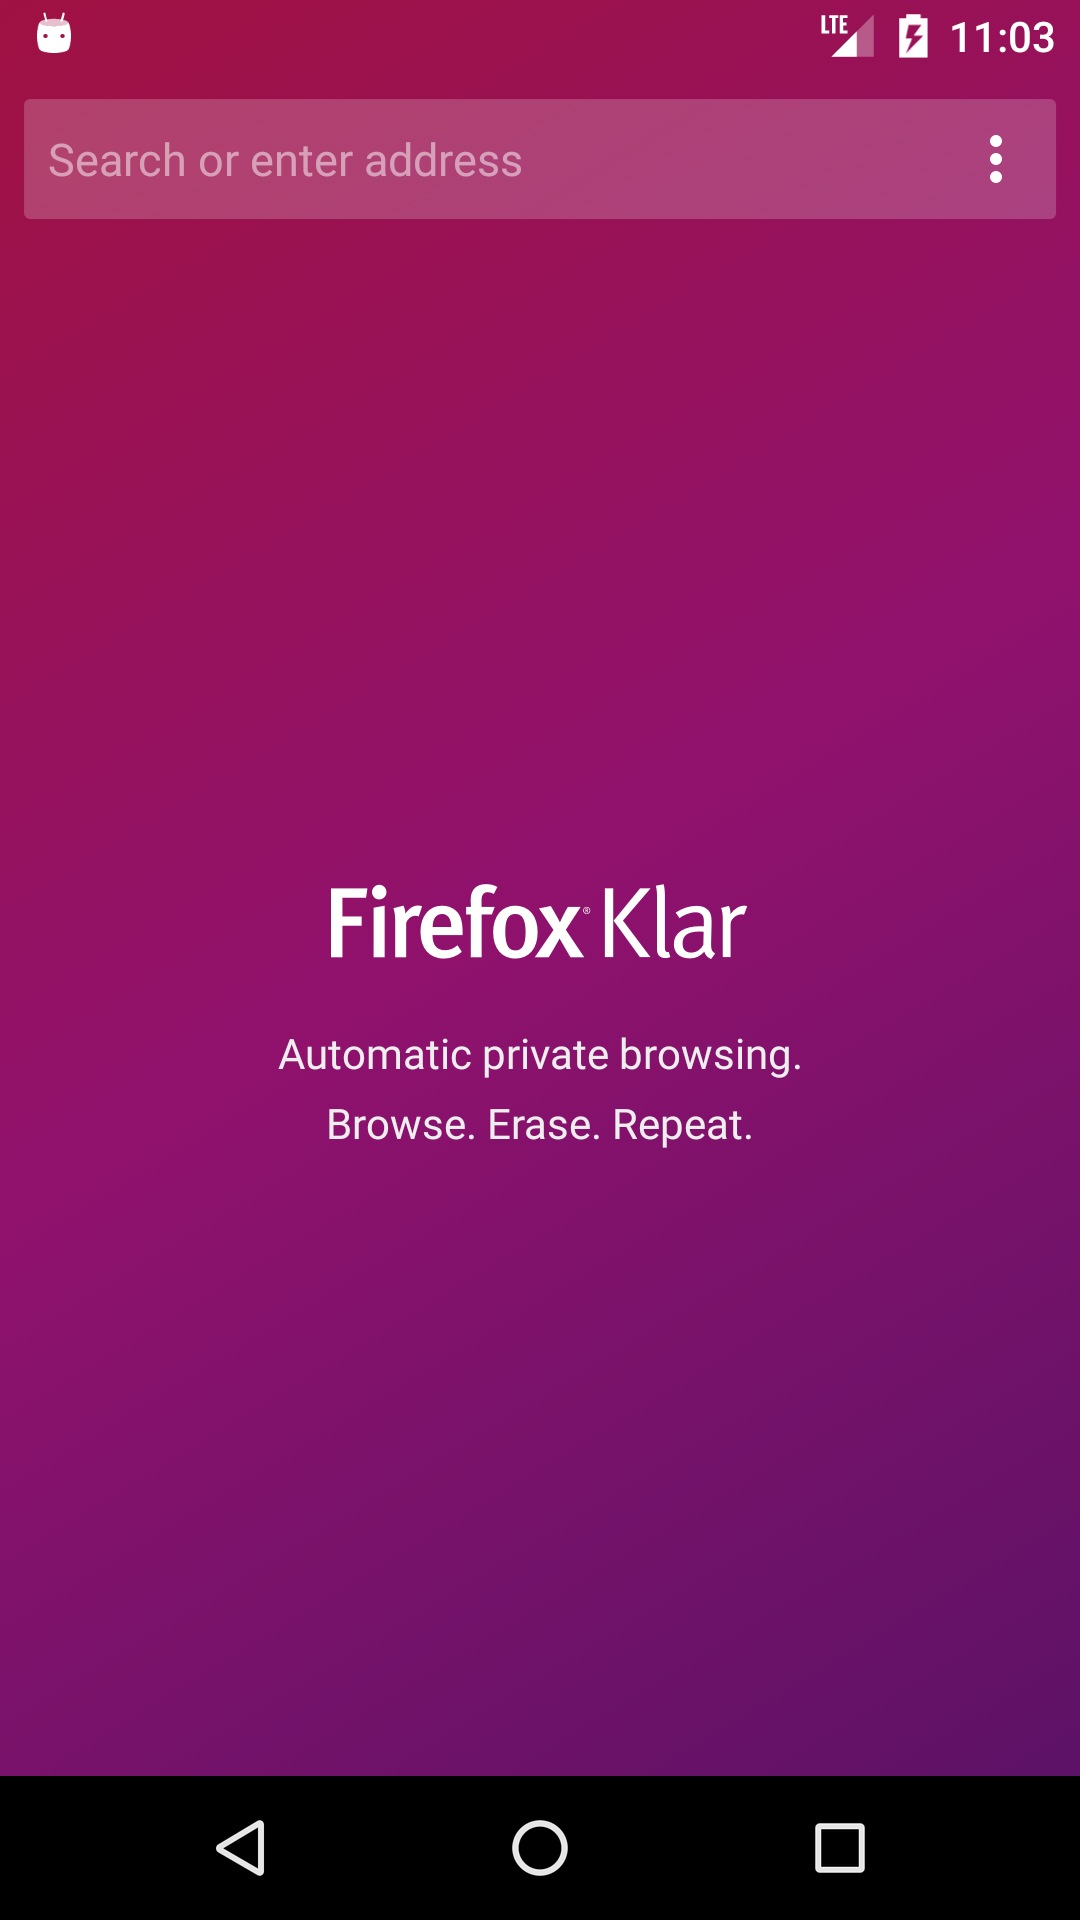 LTE 11:03
Search or enter address
Firefox® Klar
Automatic private browsing.
Browse. Erase. Repeat.